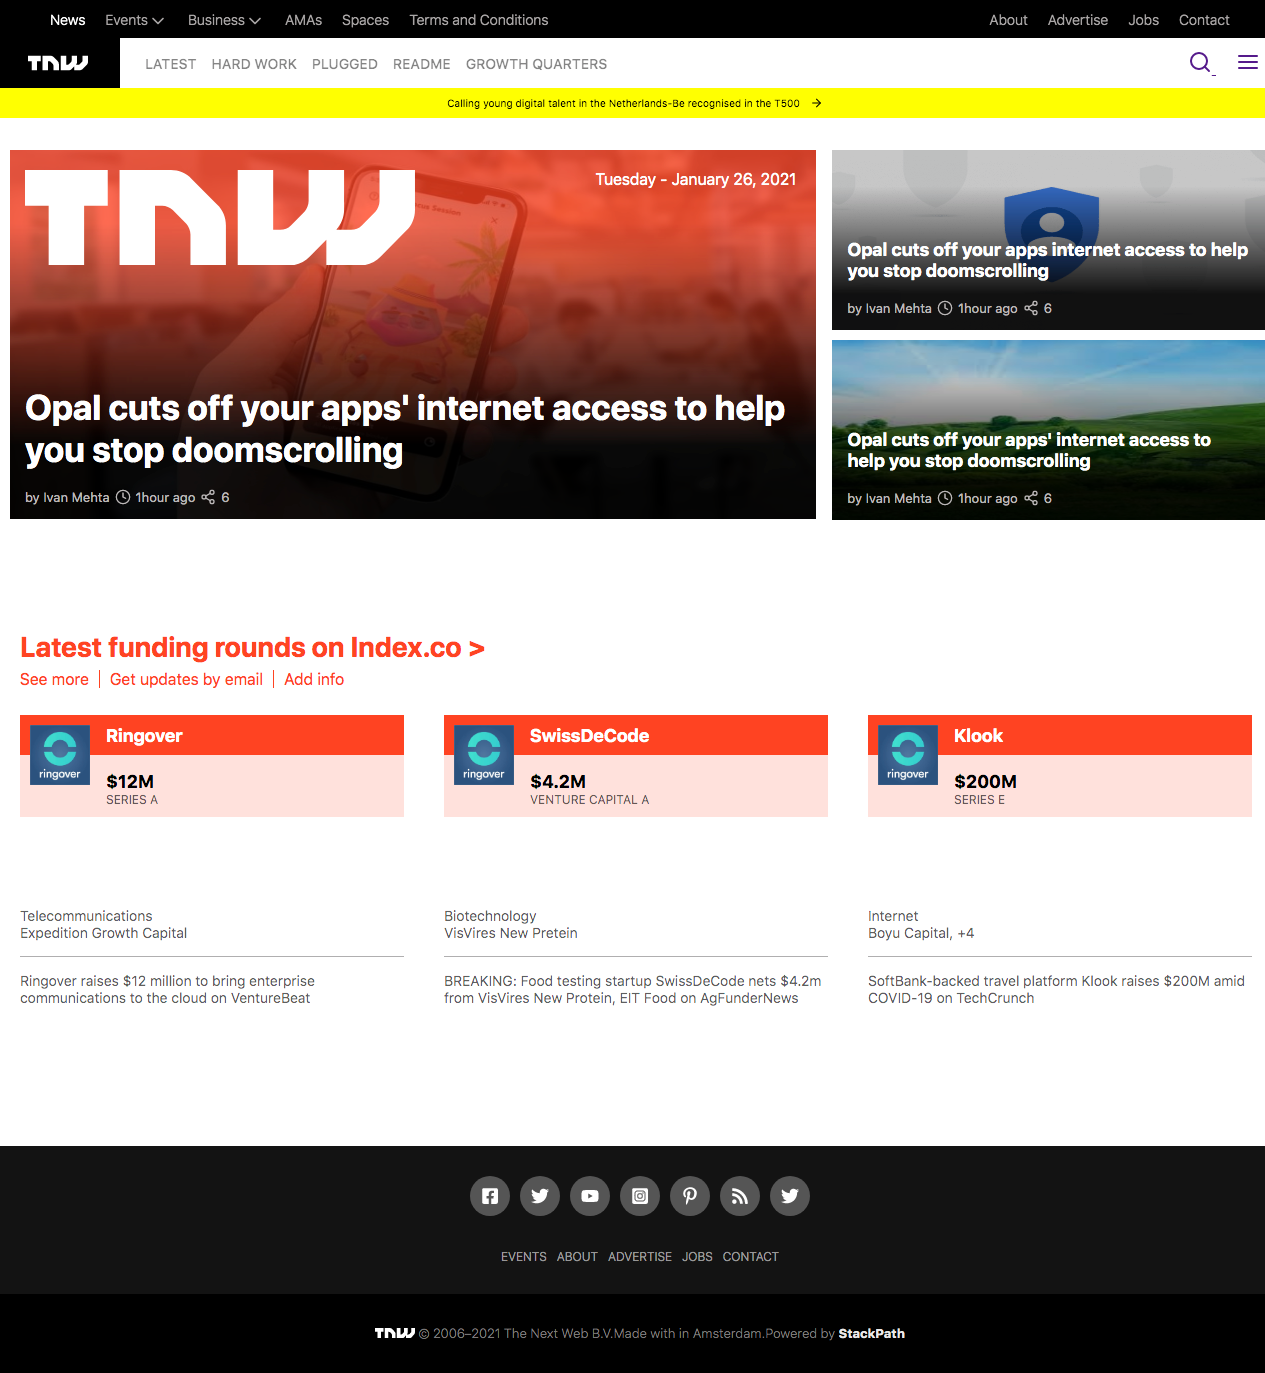 News Events Business AMAs Spaces Terms and Conditions About Advertise Jobs Contact
TNW LATEST HARD WORK PLUGGED README GROWTH QUARTERS
Calling young digital talent in the Netherlands-Be recognised in the T500 →
TNW
Tuesday - January 26, 2021
Opal cuts off your apps' internet access to help
you stop doomscrolling
by Ivan Mehta 1hour ago 6
Opal cuts off your apps internet access to help
you stop doomscrolling
by Ivan Mehta 1hour ago 6
Opal cuts off your apps' internet access to
help you stop doomscrolling
by Ivan Mehta 1hour ago 6
Latest funding rounds on Index.co >
See more | Get updates by email | Add info
ringover
Ringover
$12M
SERIES A
Telecommunications
Expedition Growth Capital
Ringover raises $12 million to bring enterprise
communications to the cloud on VentureBeat
ringover
SwissDeCode
$4.2M
VENTURE CAPITAL A
Biotechnology
VisVires New Pretein
BREAKING: Food testing startup SwissDeCode nets $4.2m
from VisVires New Protein, EIT Food on AgFunderNews
ringover
Klook
$200M
SERIES E
Internet
Boyu Capital, +4
SoftBank-backed travel platform Klook raises $200M amid
COVID-19 on TechCrunch
EVENTS ABOUT ADVERTISE JOBS CONTACT
TNW © 2006–2021 The Next Web B.V.Made with in Amsterdam.Powered by StackPath